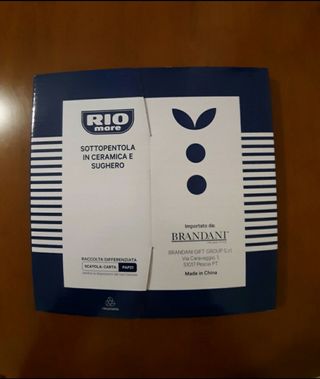 RIO
mare
SOTTOPENTOLA
IN CERAMICA E
SUGHERO
RACCOLTA DIFFERENZIATA
SCATOLA-CARTA PAP21
Importato da:
BRANDANI
BRANDANI GIFT GROUP S.r.l.
Via Caravaggio, 1
51017 Pescia PT
Made in China